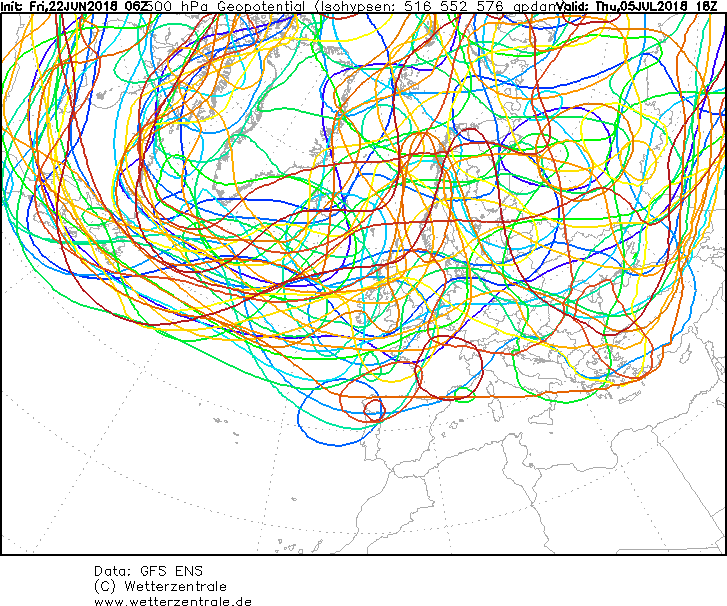 Init: Fri,22JUN2018 06Z 500 hPa Geopotential (Isohypsen: 516 552 576 gpdam) Valid: Thu,05JUL2018 18Z
Data: GFS ENS
(C) Wetterzentrale
www.wetterzentrale.de